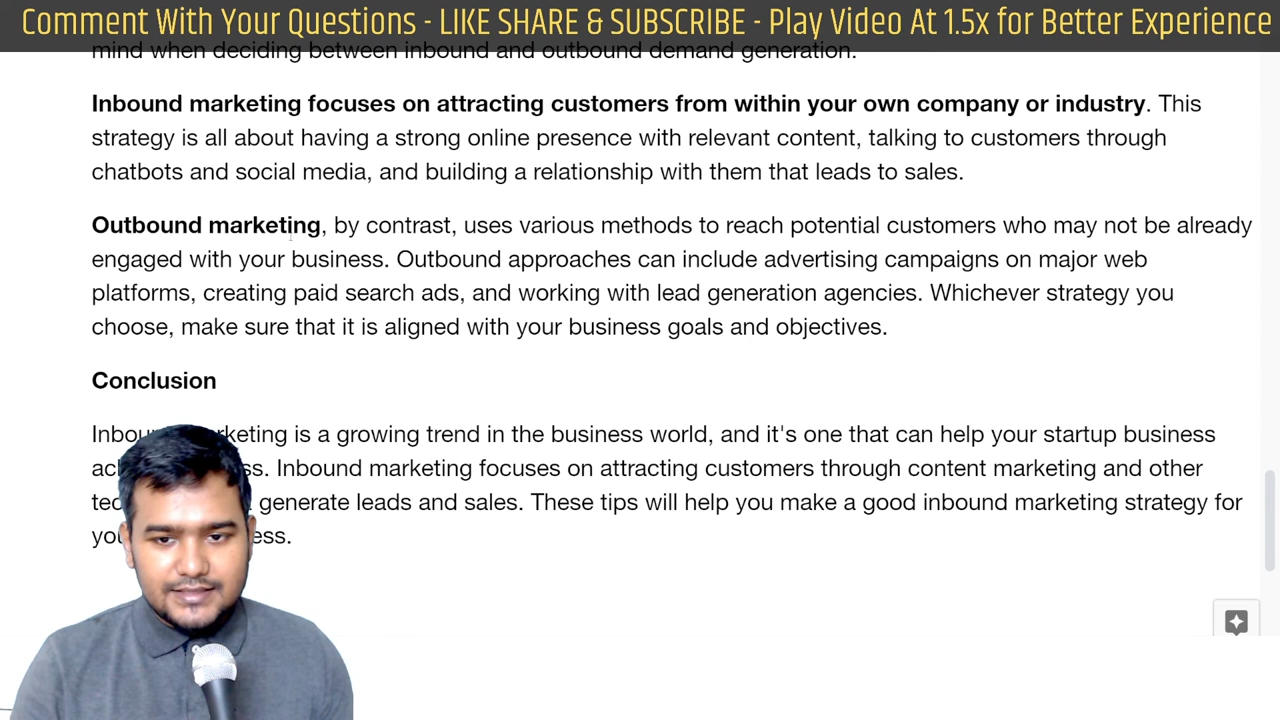 Comment With Your Questions - LIKE SHARE & SUBSCRIBE - Play Video At 1.5x for Better Experience
mind when deciding between inbound and outbound demand generation.
Inbound marketing focuses on attracting customers from within your own company or industry. This
strategy is all about having a strong online presence with relevant content, talking to customers through
chatbots and social media, and building a relationship with them that leads to sales.
Outbound marketing, by contrast, uses various methods to reach potential customers who may not be already
engaged with your business. Outbound approaches can include advertising campaigns on major web
platforms, creating paid search ads, and working with lead generation agencies. Whichever strategy you
choose, make sure that it is aligned with your business goals and objectives.
Conclusion
is a growing trend in the business world, and it's one that can help your startup business
Inbound marketing focuses on attracting customers through content marketing and other
generate leads and sales. These tips will help you make a good inbound marketing strategy for